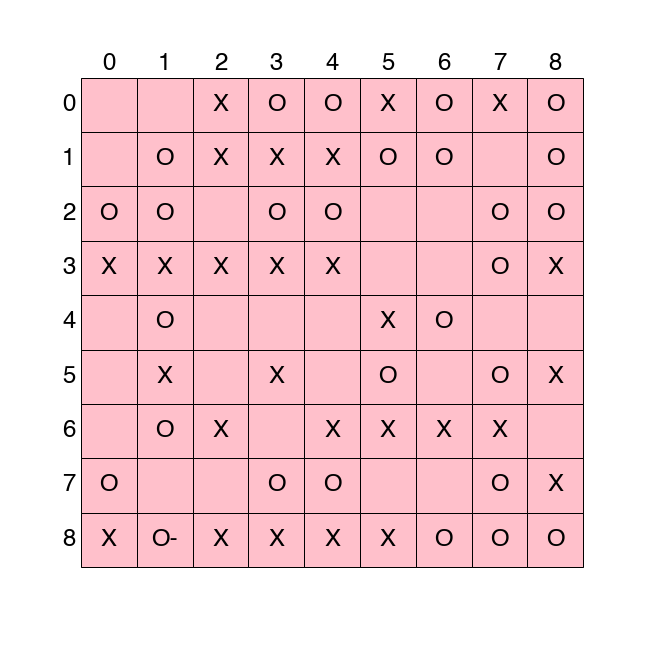 0 1 2 3 4 5 6 7 8
0 X O O X O X O
1 O X X X O O O
2 O O O O O O
3 X X X X X O X
4 O X O
5 X X O O X
6 O X X X X X
7 O O O O X
8 X O- X X X X O O O